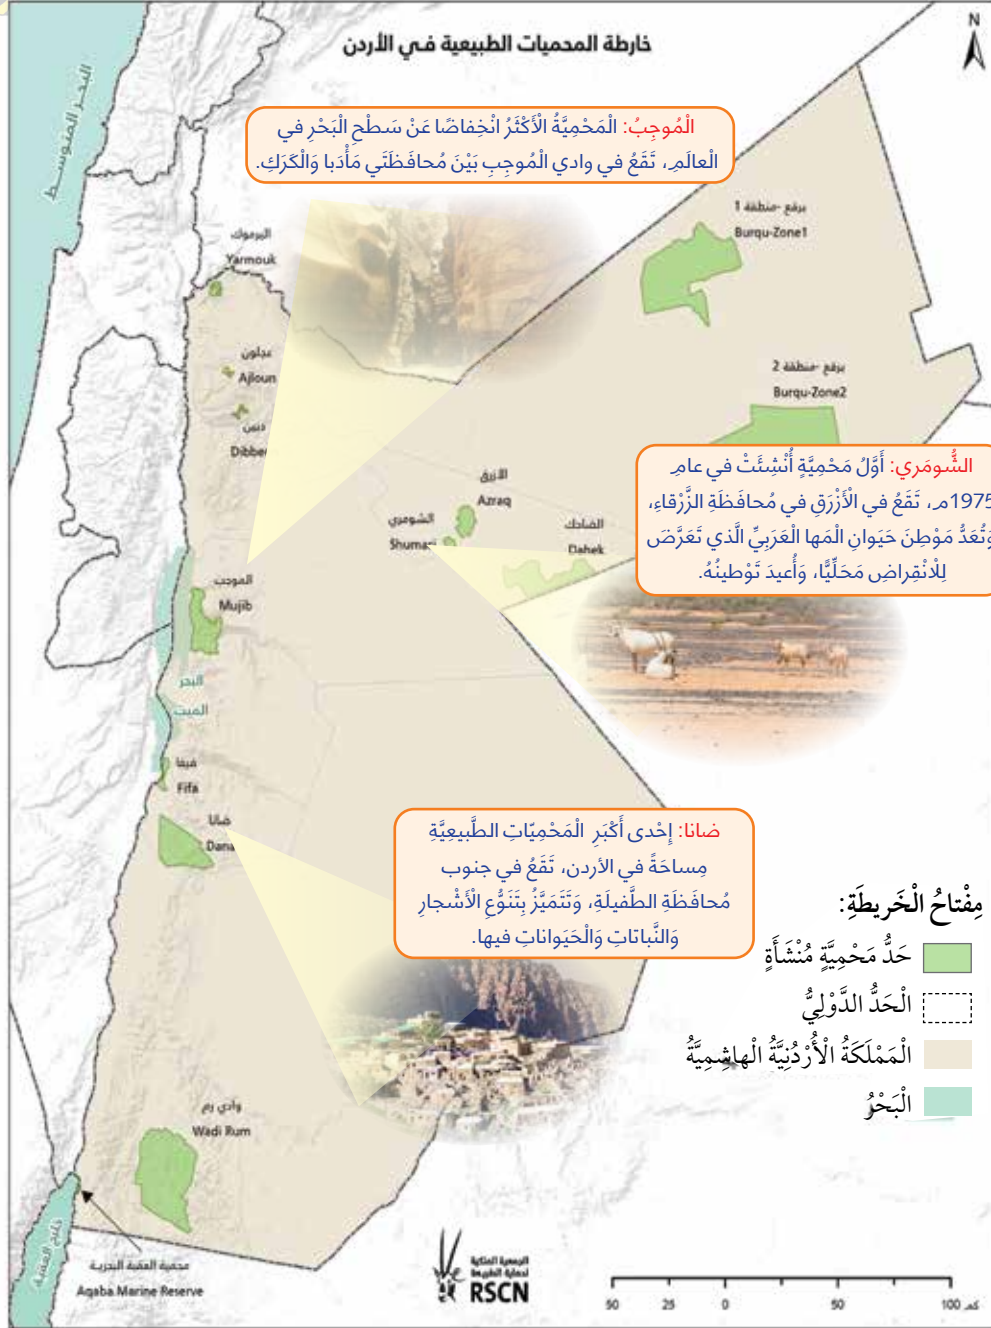 خارطة المحميات الطبيعية في الأردن
N
البحر المتوسط
الْمُوجِبُ: الْمَحْمِيَّةُ الْأَكْثَرُ انْخِفاضًا عَنْ سَطْحِ الْبَحْرِ في
الْعالَمِ، تَقَعُ في وادي الْمُوجِبِ بَيْنَ مُحافَظَتَي مَأْدَبا وَالْكَرَكِ.
برقع -منطقة 1
Burqu-Zone1
اليرموك
Yarmouk
عجلون
Ajloun
برقع -منطقة 2
Burqu-Zone2
دبين
Dibbe
الشُّومَري: أَوَّلُ مَحْمِيَّةٍ أُنْشِئَتْ في عامِ
1975م، تَقَعُ في الْأَزْرَقِ في مُحافَظَةِ الزَّرْقاءِ،
وَتُعَدُّ مَوْطِنَ حَيَوانِ الْمَها الْعَرَبِيِّ الَّذي تَعَرَّضَ
لِلْانْقِراضِ مَحَلِّيًّا، وَأُعيدَ تَوْطينُهُ.
الأزرق
Azraq
الشومري
Shumari
الضاحك
Dahek
الموجب
Mujib
البحر
الميت
فيفا
Fifa
ضانا
Dana
ضانا: إِحْدى أَكْبَرِ الْمَحْمِيّاتِ الطَّبيعِيَّةِ
مِساحَةً في الأردن، تَقَعُ في جنوب
مُحافَظَةِ الطَّفيلَةِ، وَتَتَمَيَّزُ بِتَنَوُّعِ الْأَشْجارِ
وَالنَّباتاتِ وَالْحَيَواناتِ فيها.
مِفْتاحُ الْخَريطَةِ:
حَدُّ مَحْمِيَّةٍ مُنْشَأَةٍ
الْحَدُّ الدَّوْلِيُّ
الْمَمْلَكَةُ الْأُرْدُنِيَّةُ الْهاشِمِيَّةُ
الْبَحْرُ
وادي رم
Wadi Rum
خليج العقبة
محمية العقبة البحرية
Aqaba Marine Reserve
الجمعية الملكية
لحماية الطبيعة
RSCN
50 25 0 50 100 كم